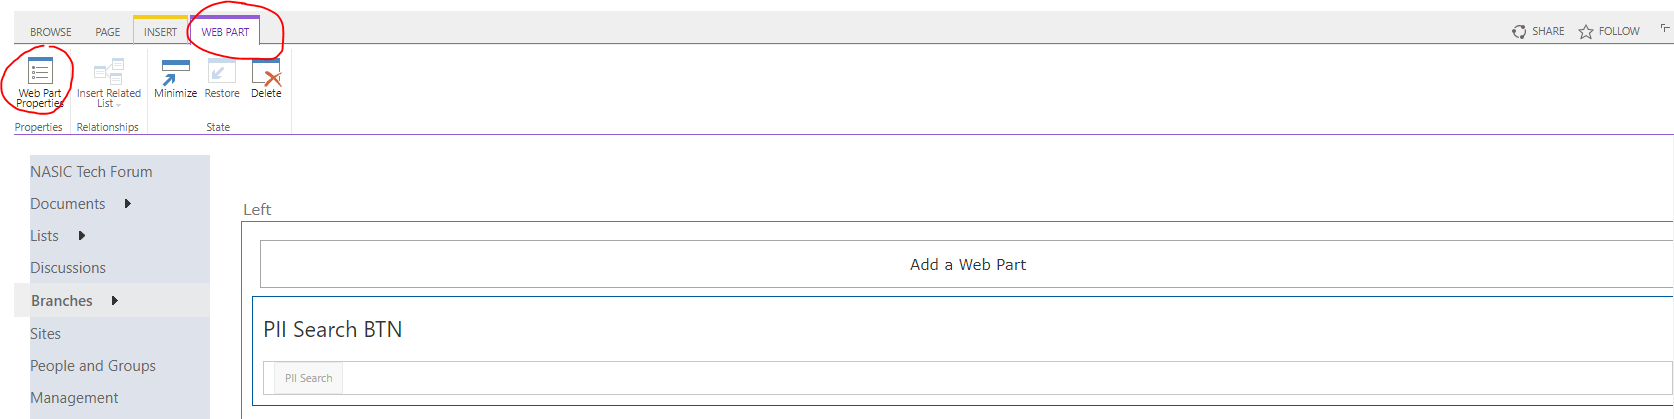 BROWSE PAGE INSERT WEB PART SHARE FOLLOW
Web Part
Properties
Insert Related
List
Minimize Restore Delete
Properties Relationships State
NASIC Tech Forum
Documents
Lists
Discussions
Branches
Sites
People and Groups
Management
Left
Add a Web Part
PII Search BTN
PII Search